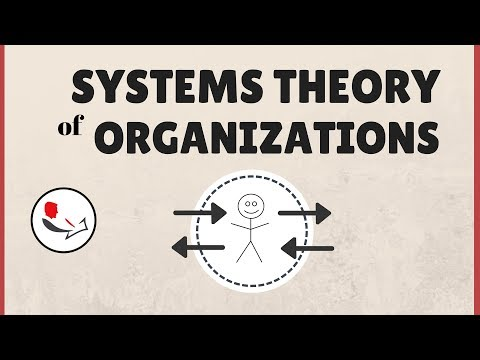 SYSTEMS THEORY
of ORGANIZATIONS